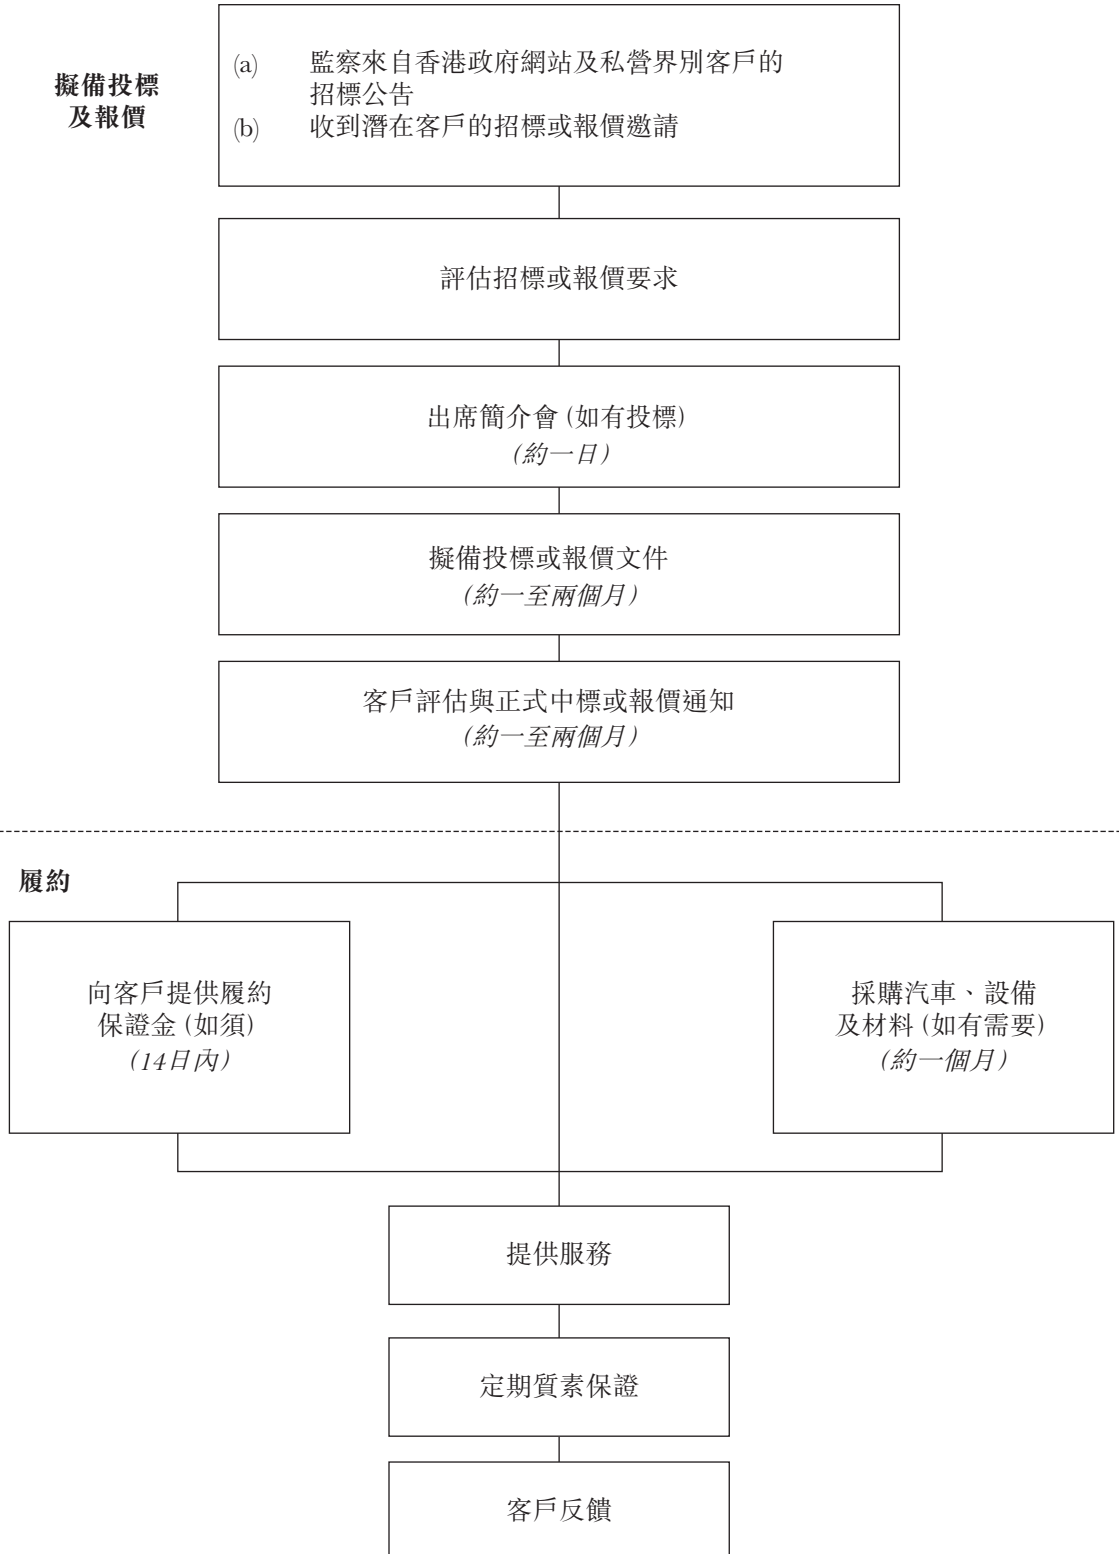 擬備投標
及報價
(a) 監察來自香港政府網站及私營界別客戶的
招標公告
(b) 收到潛在客戶的招標或報價邀請
評估招標或報價要求
出席簡介會 (如有投標)
(約一日)
擬備投標或報價文件
(約一至兩個月)
客戶評估與正式中標或報價通知
(約一至兩個月)
履約
向客戶提供履約
保證金 (如須)
(14日內)
採購汽車、設備
及材料 (如有需要)
(約一個月)
提供服務
定期質素保證
客戶反饋